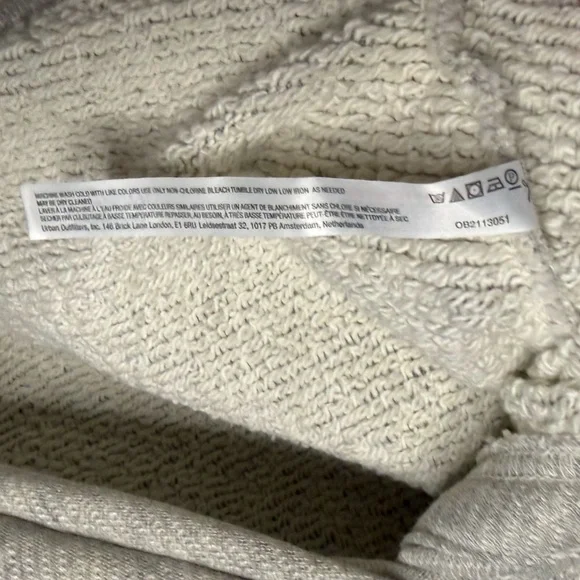 MACHINE WASH COLD WITH LIKE COLORS USE ONLY NON-CHLORINE BLEACH TUMBLE DRY LOW LOW IRON AS NEEDED
MAY BE DRY CLEANED
LAVER À LA MACHINE À L'EAU FROIDE AVEC COULEURS SIMILAIRES UTILISER UN AGENT DE BLANCHIMENT SANS CHLORE SI NÉCESSAIRE
SÉCHER PAR CULBUTAGE À BASSE TEMPÉRATURE REPASSER, AU BESOIN, À BASSE TEMPÉRATURE. PEUT-ÊTRE-ÊTRE NETTOYÉE À SEC
Urban Outfitters, Inc. 146 Brick Lane London, E1 6RU Leidsestraat 32, 1017 PB Amsterdam, Netherlands
OB2113051